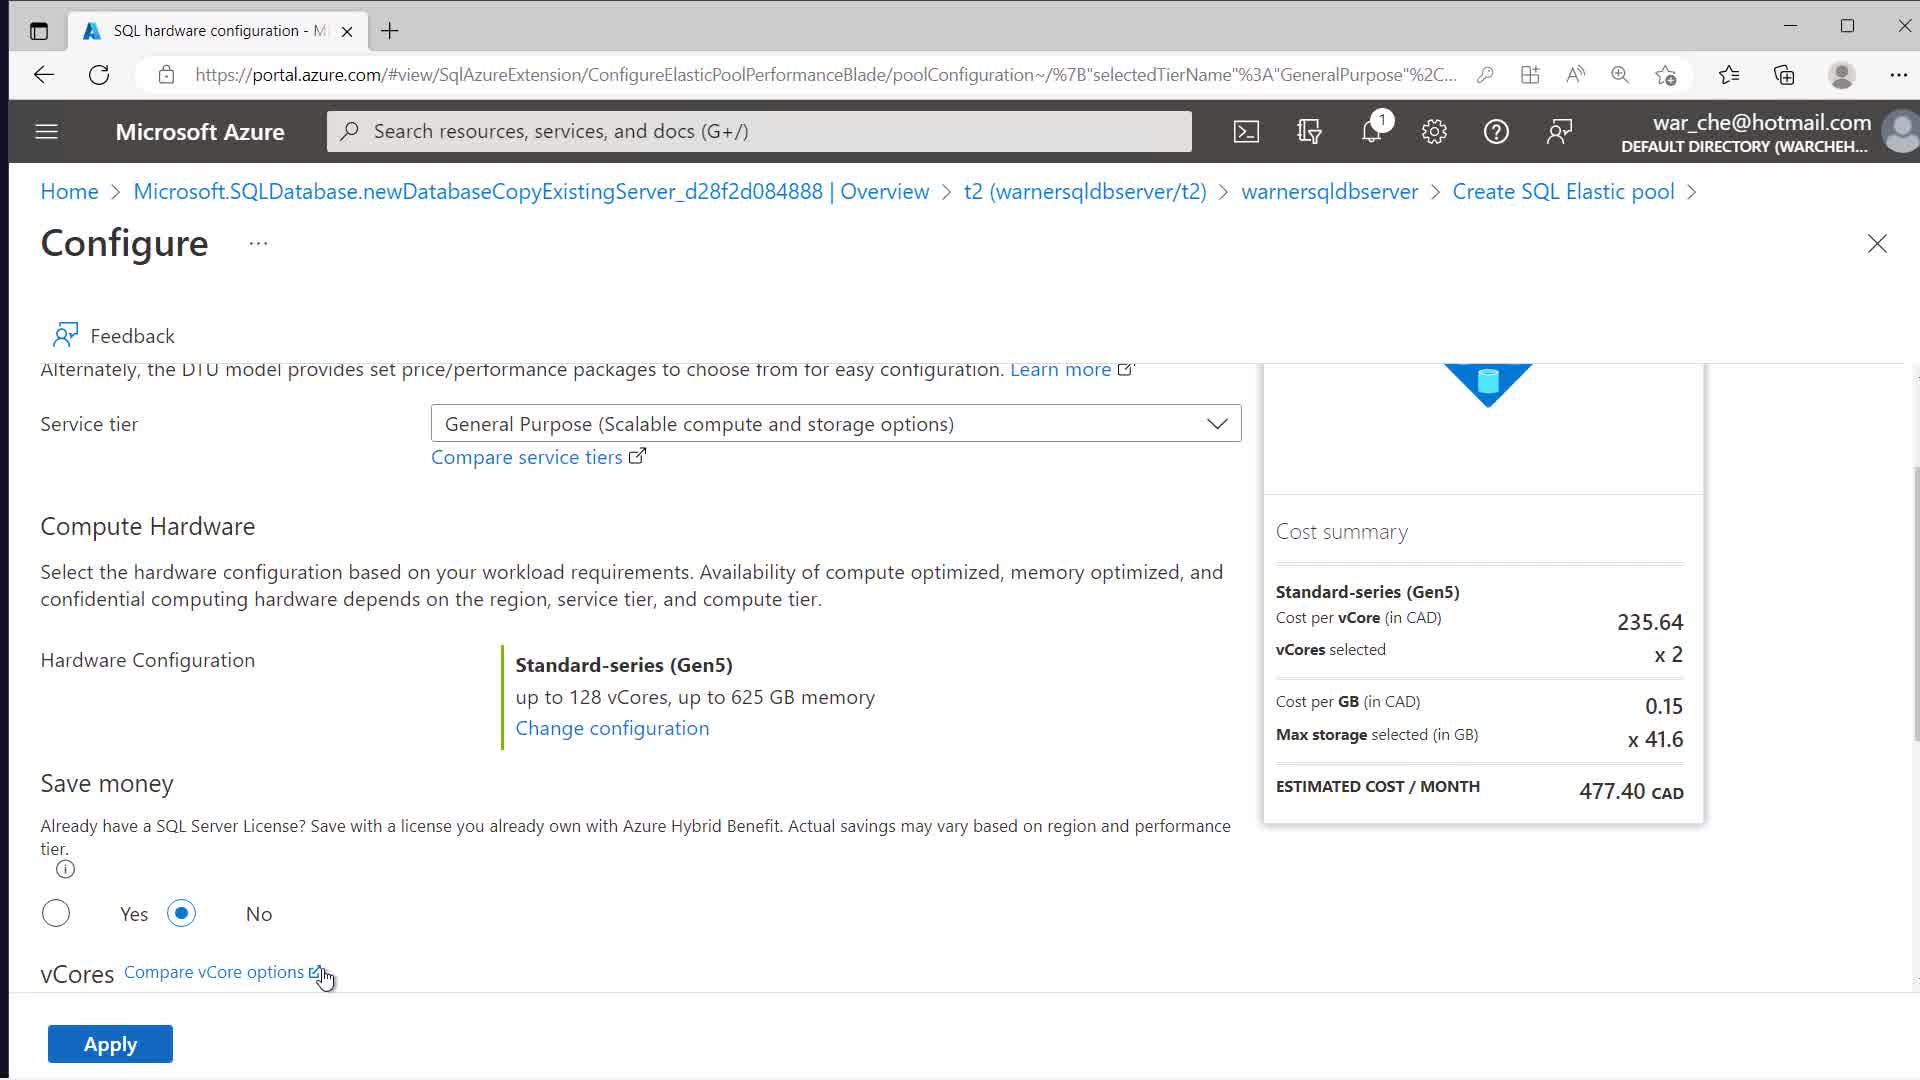 SQL hardware configuration - M
https://portal.azure.com/#view/SqlAzureExtension/ConfigureElasticPoolPerformanceBlade/poolConfiguration~/%7B"selectedTierName"%3A"GeneralPurpose"%2C...
Microsoft Azure
Search resources, services, and docs (G+/)
1
war_che@hotmail.com
DEFAULT DIRECTORY (WARCHEH...
Home > Microsoft.SQLDatabase.newDatabaseCopyExistingServer_d28f2d084888 | Overview > t2 (warnersqldbserver/t2) > warnersqldbserver > Create SQL Elastic pool >
Configure ...
Feedback
Alternately, the DTU model provides set price/performance packages to choose from for easy configuration. Learn more
Service tier
General Purpose (Scalable compute and storage options)
Compare service tiers
Compute Hardware
Select the hardware configuration based on your workload requirements. Availability of compute optimized, memory optimized, and
confidential computing hardware depends on the region, service tier, and compute tier.
Hardware Configuration
Standard-series (Gen5)
up to 128 vCores, up to 625 GB memory
Change configuration
Save money
Already have a SQL Server License? Save with a license you already own with Azure Hybrid Benefit. Actual savings may vary based on region and performance
tier.
Yes No
vCores Compare vCore options
Apply
Cost summary
Standard-series (Gen5)
Cost per vCore (in CAD) 235.64
vCores selected x 2
Cost per GB (in CAD) 0.15
Max storage selected (in GB) x 41.6
ESTIMATED COST / MONTH 477.40 CAD